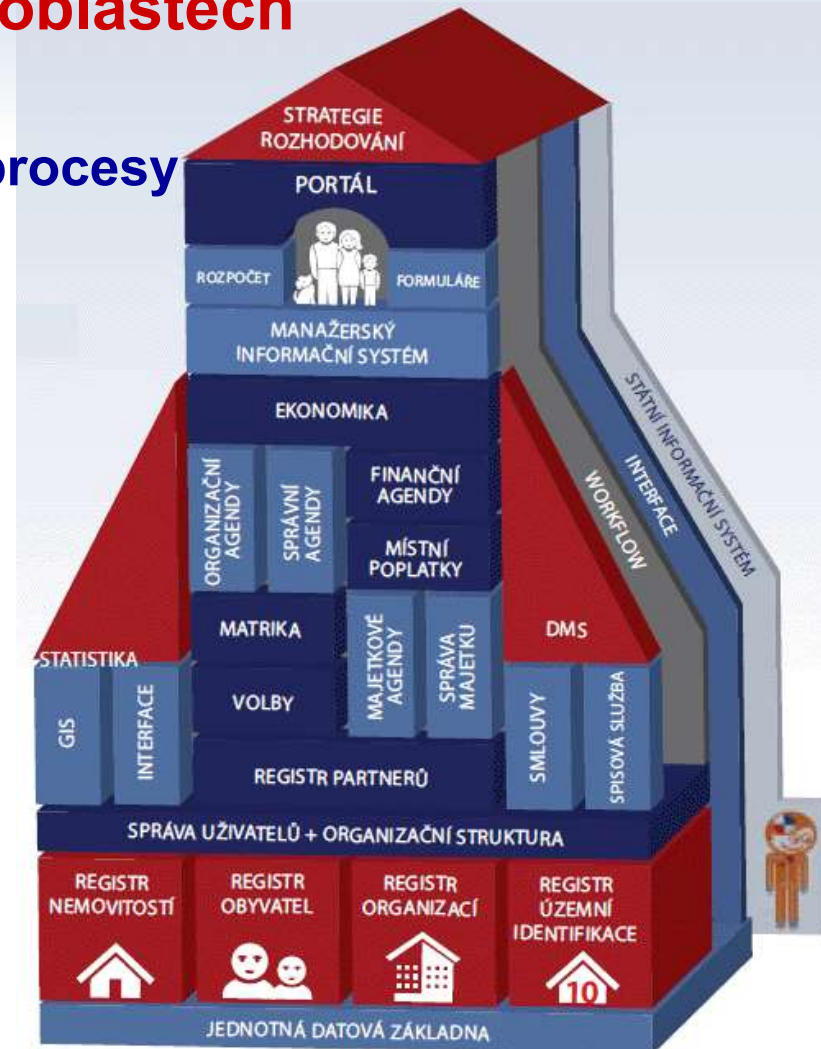 oblastech
procesy
STRATEGIE
ROZHODOVÁNÍ
PORTÁL
ROZPOČET
FORMULÁŘE
MANAŽERSKÝ
INFORMAČNÍ SYSTÉM
EKONOMIKA
ORGANIZAČNÍ
AGENDY
SPRÁVNÍ
AGENDY
FINANČNÍ
AGENDY
MÍSTNÍ
POPLATKY
MATRIKA
VOLBY
MAJETKOVÉ
AGENDY
SPRÁVA
MAJETKU
REGISTR PARTNERŮ
STATISTIKA
GIS
INTERFACE
DMS
SMLOUVY
SPISOVÁ SLUŽBA
WORKFLOW
INTERFACE
STÁTNÍ INFORMAČNÍ SYSTÉM
SPRÁVA UŽIVATELŮ + ORGANIZAČNÍ STRUKTURA
REGISTR
NEMOVITOSTÍ
REGISTR
OBYVATEL
REGISTR
ORGANIZACÍ
REGISTR
ÚZEMNÍ
IDENTIFIKACE
10
JEDNOTNÁ DATOVÁ ZÁKLADNA